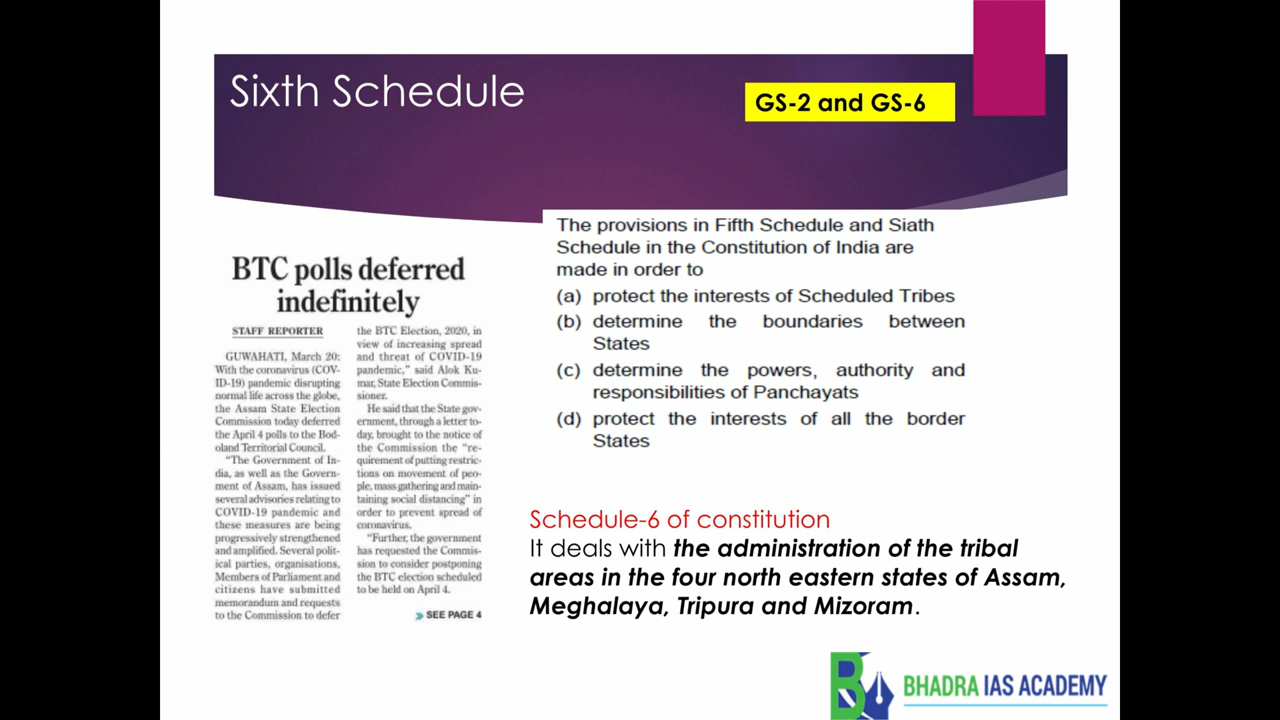 Sixth Schedule
GS-2 and GS-6
BTC polls deferred
indefinitely
STAFF REPORTER
GUWAHATI, March 20:
With the coronavirus (COV-
ID-19) pandemic disrupting
normal life across the globe,
the Assam State Election
Commission today deferred
the April 4 polls to the Bod-
oland Territorial Council.
"The Government of In-
dia, as well as the Govern-
ment of Assam, has issued
several advisories relating to
COVID-19 pandemic and
these measures are being
progressively strengthened
and amplified. Several polit-
ical parties, organisations,
Members of Parliament and
citizens have submitted
memorandum and requests
to the Commission to defer
the BTC Election, 2020, in
view of increasing spread
and threat of COVID-19
pandemic," said Alok Ku-
mar, State Election Commis-
sioner.
He said that the State gov-
ernment, through a letter to-
day, brought to the notice of
the Commission the "re-
quirement of putting restric-
tions on movement of peo-
ple, mass gathering and main-
taining social distancing" in
order to prevent spread of
coronavirus.
"Further, the government
has requested the Commis-
sion to consider postponing
the BTC election scheduled
to be held on April 4.
SEE PAGE 4
The provisions in Fifth Schedule and Siath
Schedule in the Constitution of India are
made in order to
(a) protect the interests of Scheduled Tribes
(b) determine the boundaries between
States
(c) determine the powers, authority and
responsibilities of Panchayats
(d) protect the interests of all the border
States
Schedule-6 of constitution
It deals with the administration of the tribal
areas in the four north eastern states of Assam,
Meghalaya, Tripura and Mizoram.
BHADRA IAS ACADEMY